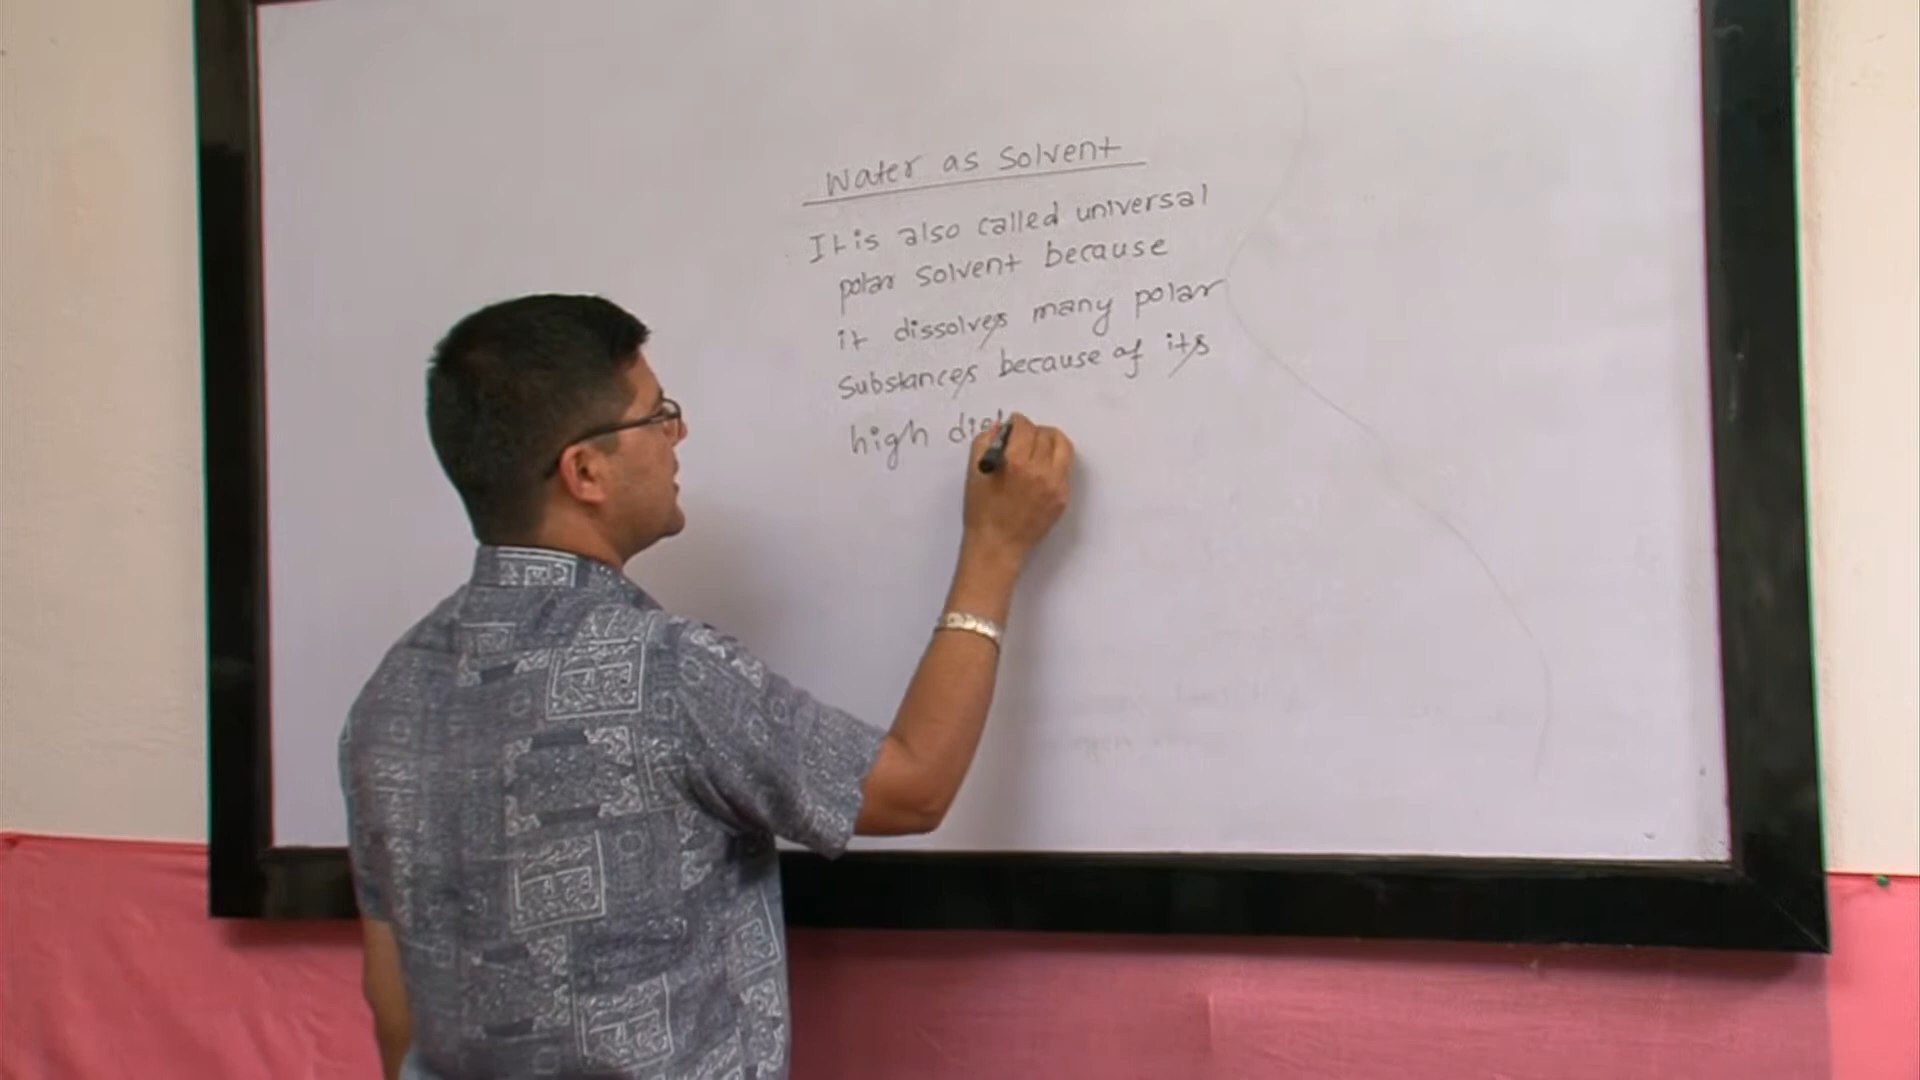 Water as solvent
It is also called universal
polar solvent because
it dissolves many polar
substances because of its
high